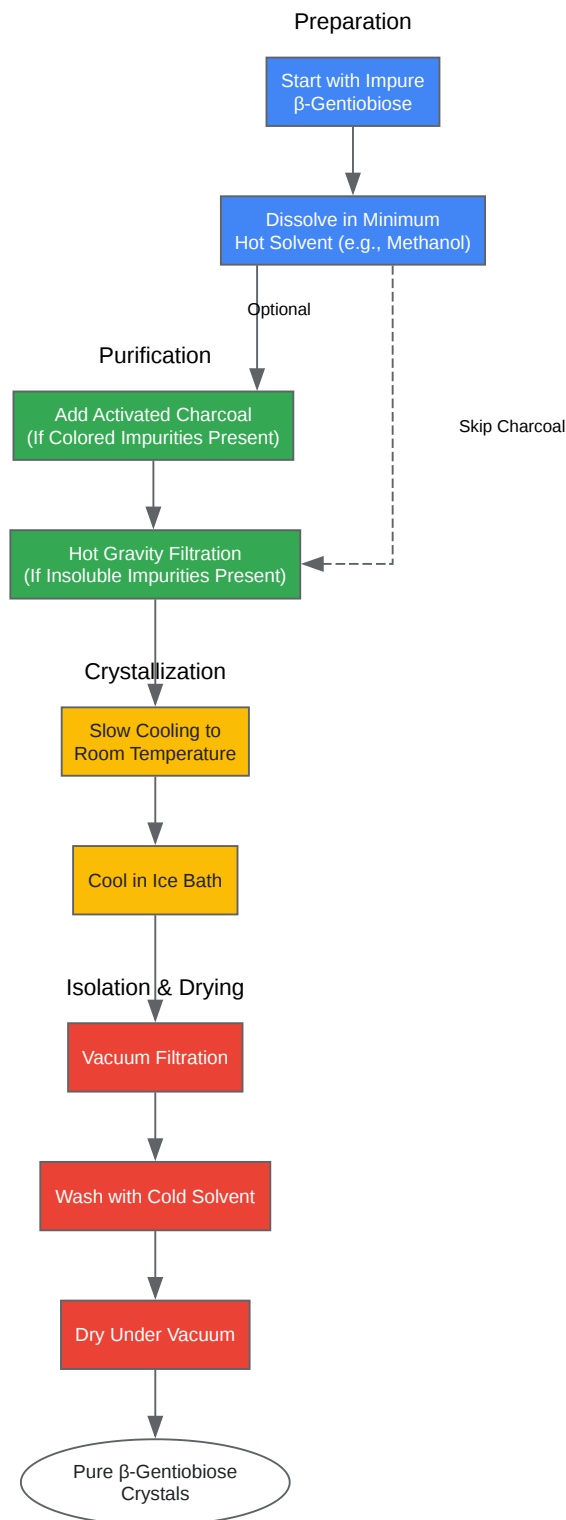 Preparation
Start with Impure
β-Gentiobiose
Dissolve in Minimum
Hot Solvent (e.g., Methanol)
Optional
Purification
Add Activated Charcoal
(If Colored Impurities Present)
Skip Charcoal
Hot Gravity Filtration
(If Insoluble Impurities Present)
Crystallization
Slow Cooling to
Room Temperature
Cool in Ice Bath
Isolation & Drying
Vacuum Filtration
Wash with Cold Solvent
Dry Under Vacuum
Pure β-Gentiobiose
Crystals